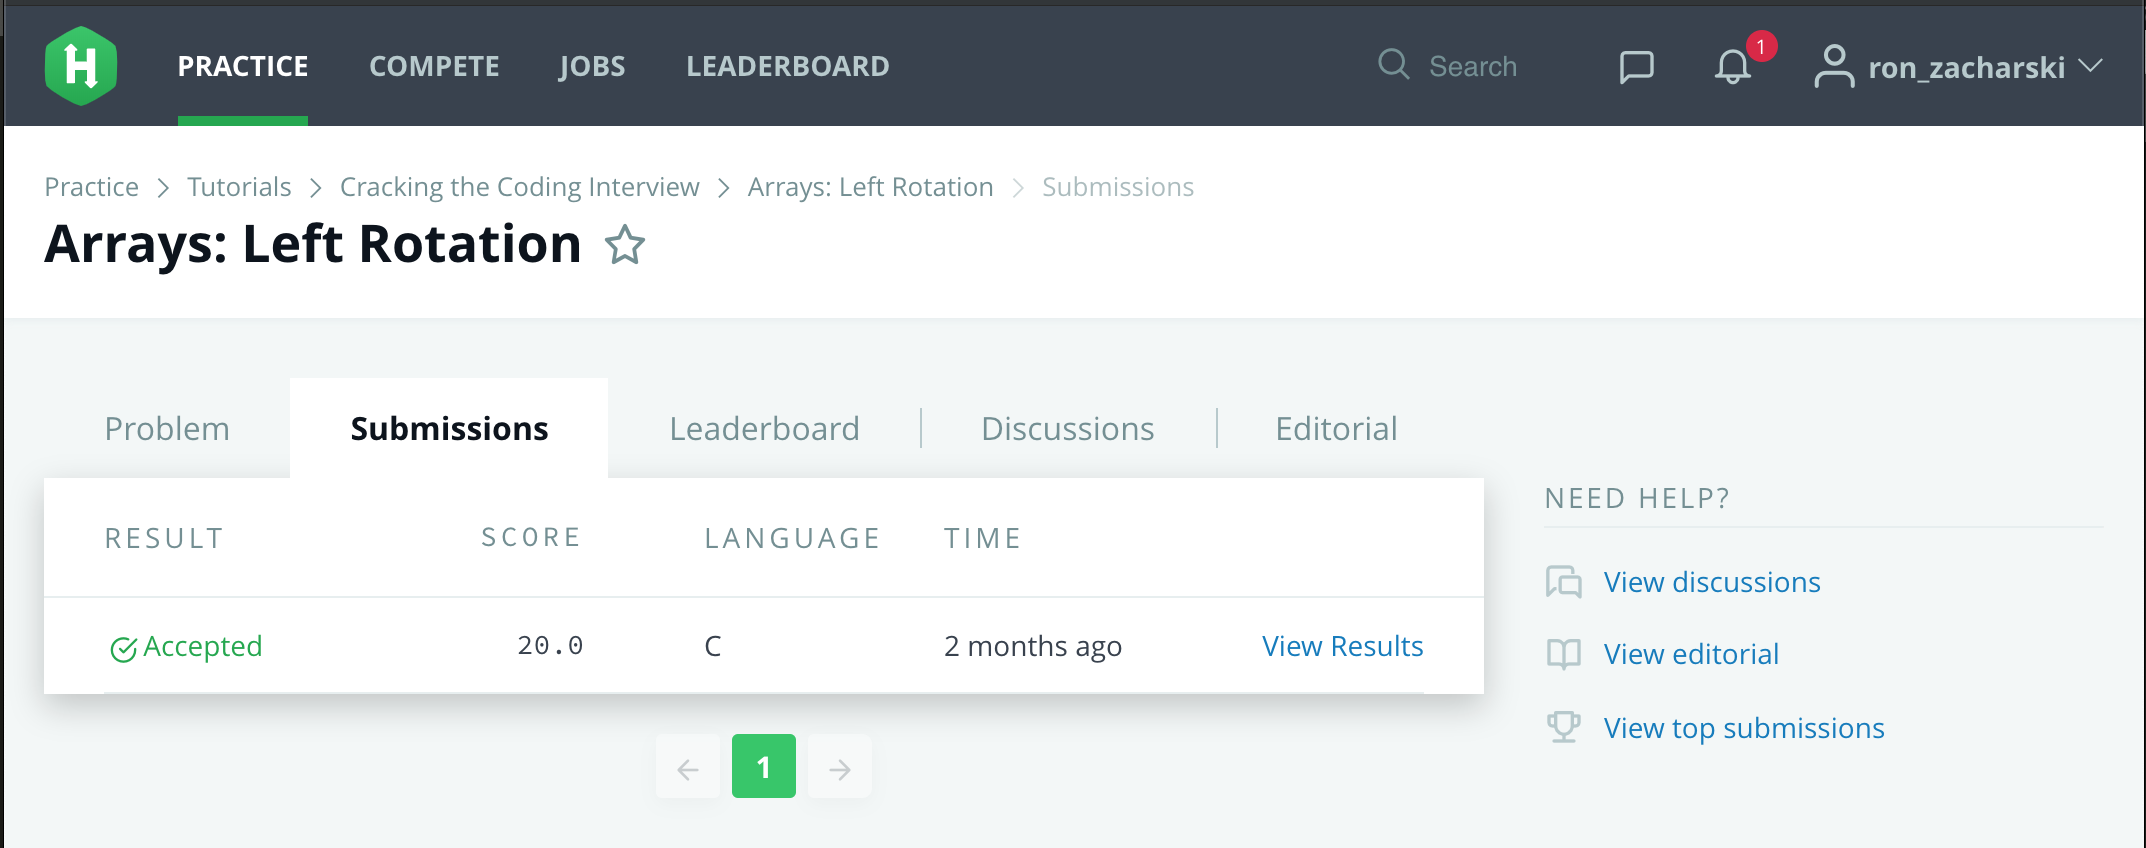 H PRACTICE COMPETE JOBS LEADERBOARD Search 1 ron_zacharski
Practice > Tutorials > Cracking the Coding Interview > Arrays: Left Rotation > Submissions
Arrays: Left Rotation
Problem Submissions Leaderboard Discussions Editorial
NEED HELP?
RESULT SCORE LANGUAGE TIME
View discussions
Accepted 20.0 C 2 months ago View Results
View editorial
View top submissions
1